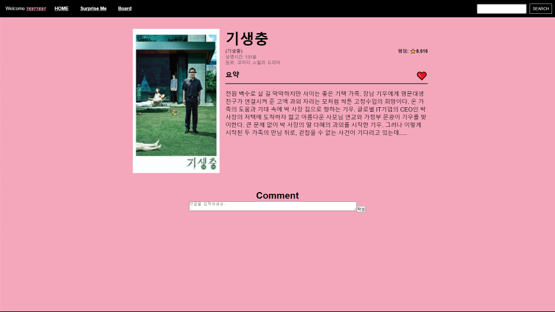 Welcome TESTTEST HOME Surprise Me Board SEARCH
기생충
(기생충)
평점: 8.518
상영시간: 131분
장르: 코미디 스릴러 드라마
요약
전원 백수로 살 길 막막하지만 사이는 좋은 기택 가족. 장남 기우에게 명문대생
친구가 연결시켜 준 고액 과외 자리는 모처럼 싹튼 고정수입의 희망이다. 온 가
족의 도움과 기대 속에 박 사장 집으로 향하는 기우. 글로벌 IT기업의 CEO인 박
사장의 저택에 도착하자 젊고 아름다운 사모님 연교와 가정부 문광이 기우를 맞
이한다. 큰 문제 없이 박 사장의 딸 다혜의 과외를 시작한 기우. 그러나 이렇게
시작된 두 가족의 만남 뒤로, 걷잡을 수 없는 사건이 기다리고 있는데.....
기생충
Comment
댓글을 입력하세요.
작성